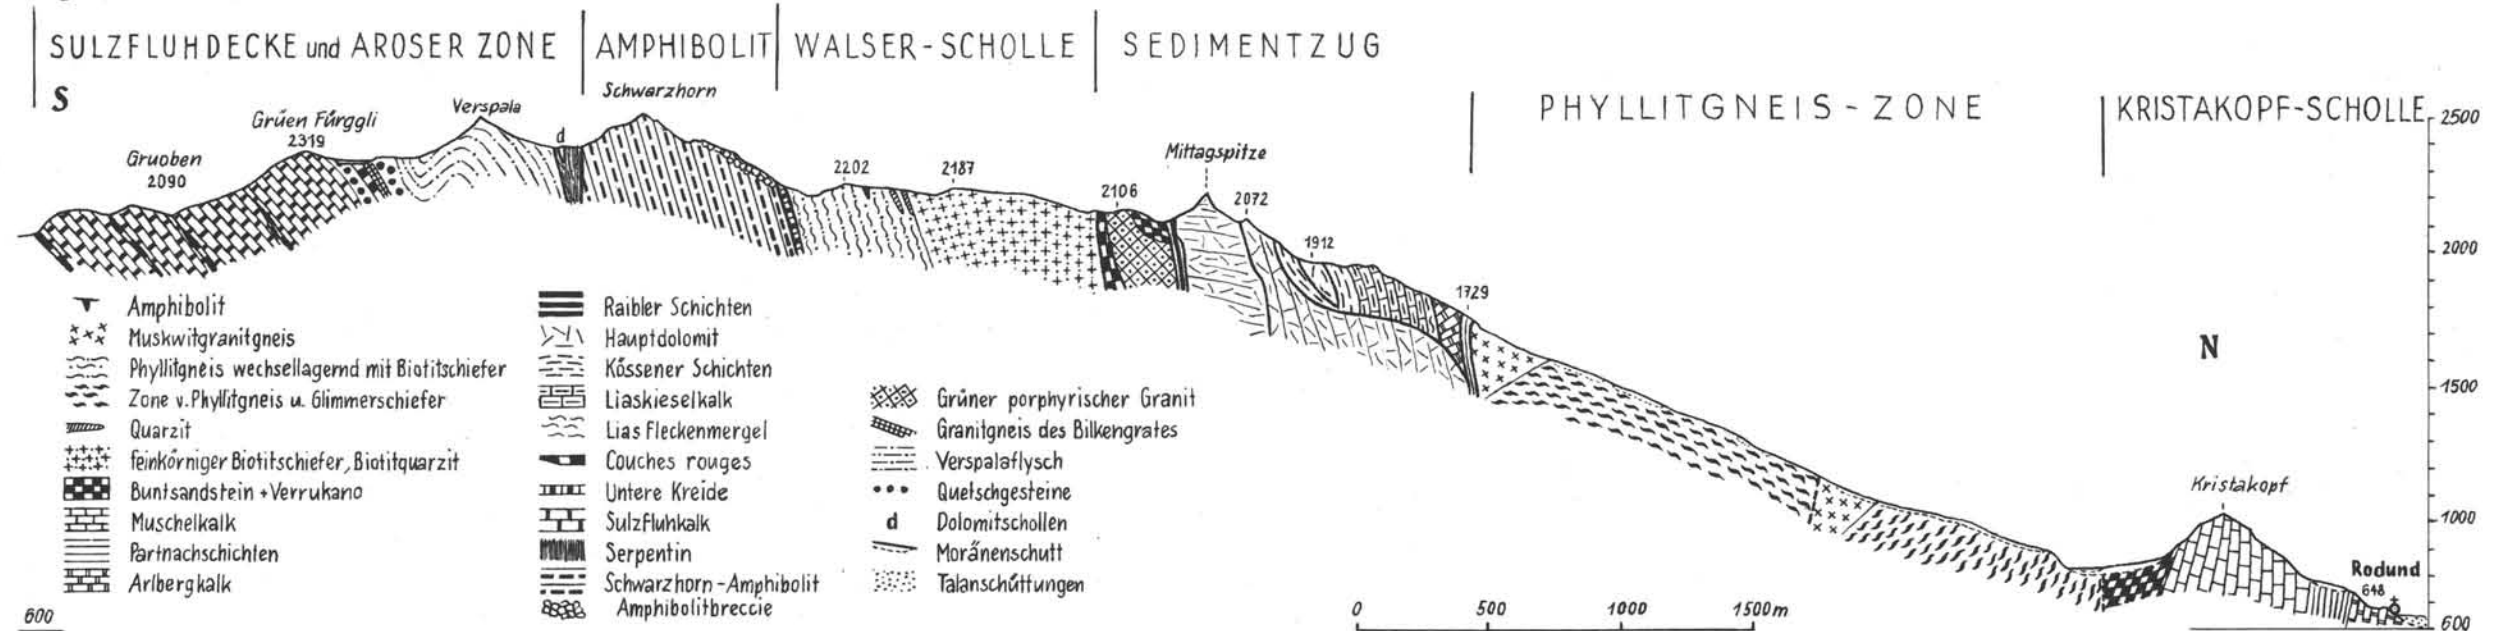 SULZFLUHDECKE und AROSER ZONE
AMPHIBOLIT
WALSER-SCHOLLE
SEDIMENTZUG
PHYLLITGNEIS-ZONE
KRISTAKOPF-SCHOLLE
S
Gruoben
2090
Grüen Fürggli
2319
Verspala
d
Schwarzhorn
2202
2187
2106
Mittagspitze
2072
1912
1729
N
Kristakopf
Rodund
648
2500
2000
1500
1000
600
Amphibolit
Muskwitgranitgneis
Phyllitgneis wechsellagernd mit Biotitschiefer
Zone v. Phyllitgneis u. Glimmerschiefer
Quarzit
feinkörniger Biotitschiefer, Biotitquarzit
Buntsandstein + Verrukano
Muschelkalk
Partnachschichten
Arlbergkalk
Raibler Schichten
Hauptdolomit
Kössener Schichten
Liaskieselkalk
Lias Fleckenmergel
Couches rouges
Untere Kreide
Sulzfluhkalk
Serpentin
Schwarzhorn-Amphibolit
Amphibolitbreccie
Grüner porphyrischer Granit
Granitgneis des Bilkengrates
Verspalaflysch
Quetschgesteine
d Dolomitschollen
Moränenschutt
Talanschüttungen
600
0 500 1000 1500m